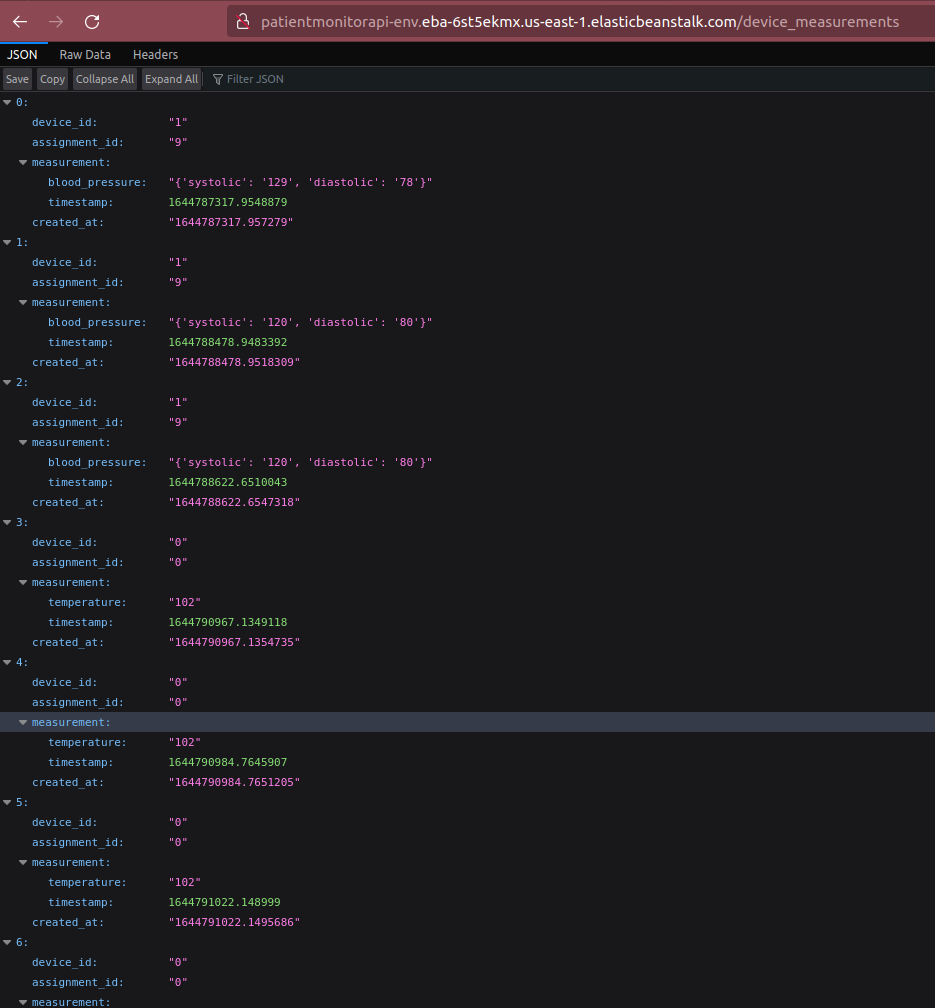 patientmonitorapi-env.eba-6st5ekmx.us-east-1.elasticbeanstalk.com/device_measurements
JSON Raw Data Headers
Save Copy Collapse All Expand All Filter JSON
0:
device_id: "1"
assignment_id: "9"
measurement:
blood_pressure: "{'systolic': '129', 'diastolic': '78'}"
timestamp: 1644787317.9548879
created_at: "1644787317.957279"
1:
device_id: "1"
assignment_id: "9"
measurement:
blood_pressure: "{'systolic': '120', 'diastolic': '80'}"
timestamp: 1644788478.9483392
created_at: "1644788478.9518309"
2:
device_id: "1"
assignment_id: "9"
measurement:
blood_pressure: "{'systolic': '120', 'diastolic': '80'}"
timestamp: 1644788622.6510043
created_at: "1644788622.6547318"
3:
device_id: "0"
assignment_id: "0"
measurement:
temperature: "102"
timestamp: 1644790967.1349118
created_at: "1644790967.1354735"
4:
device_id: "0"
assignment_id: "0"
measurement:
temperature: "102"
timestamp: 1644790984.7645907
created_at: "1644790984.7651205"
5:
device_id: "0"
assignment_id: "0"
measurement:
temperature: "102"
timestamp: 1644791022.148999
created_at: "1644791022.1495686"
6:
device_id: "0"
assignment_id: "0"
measurement: